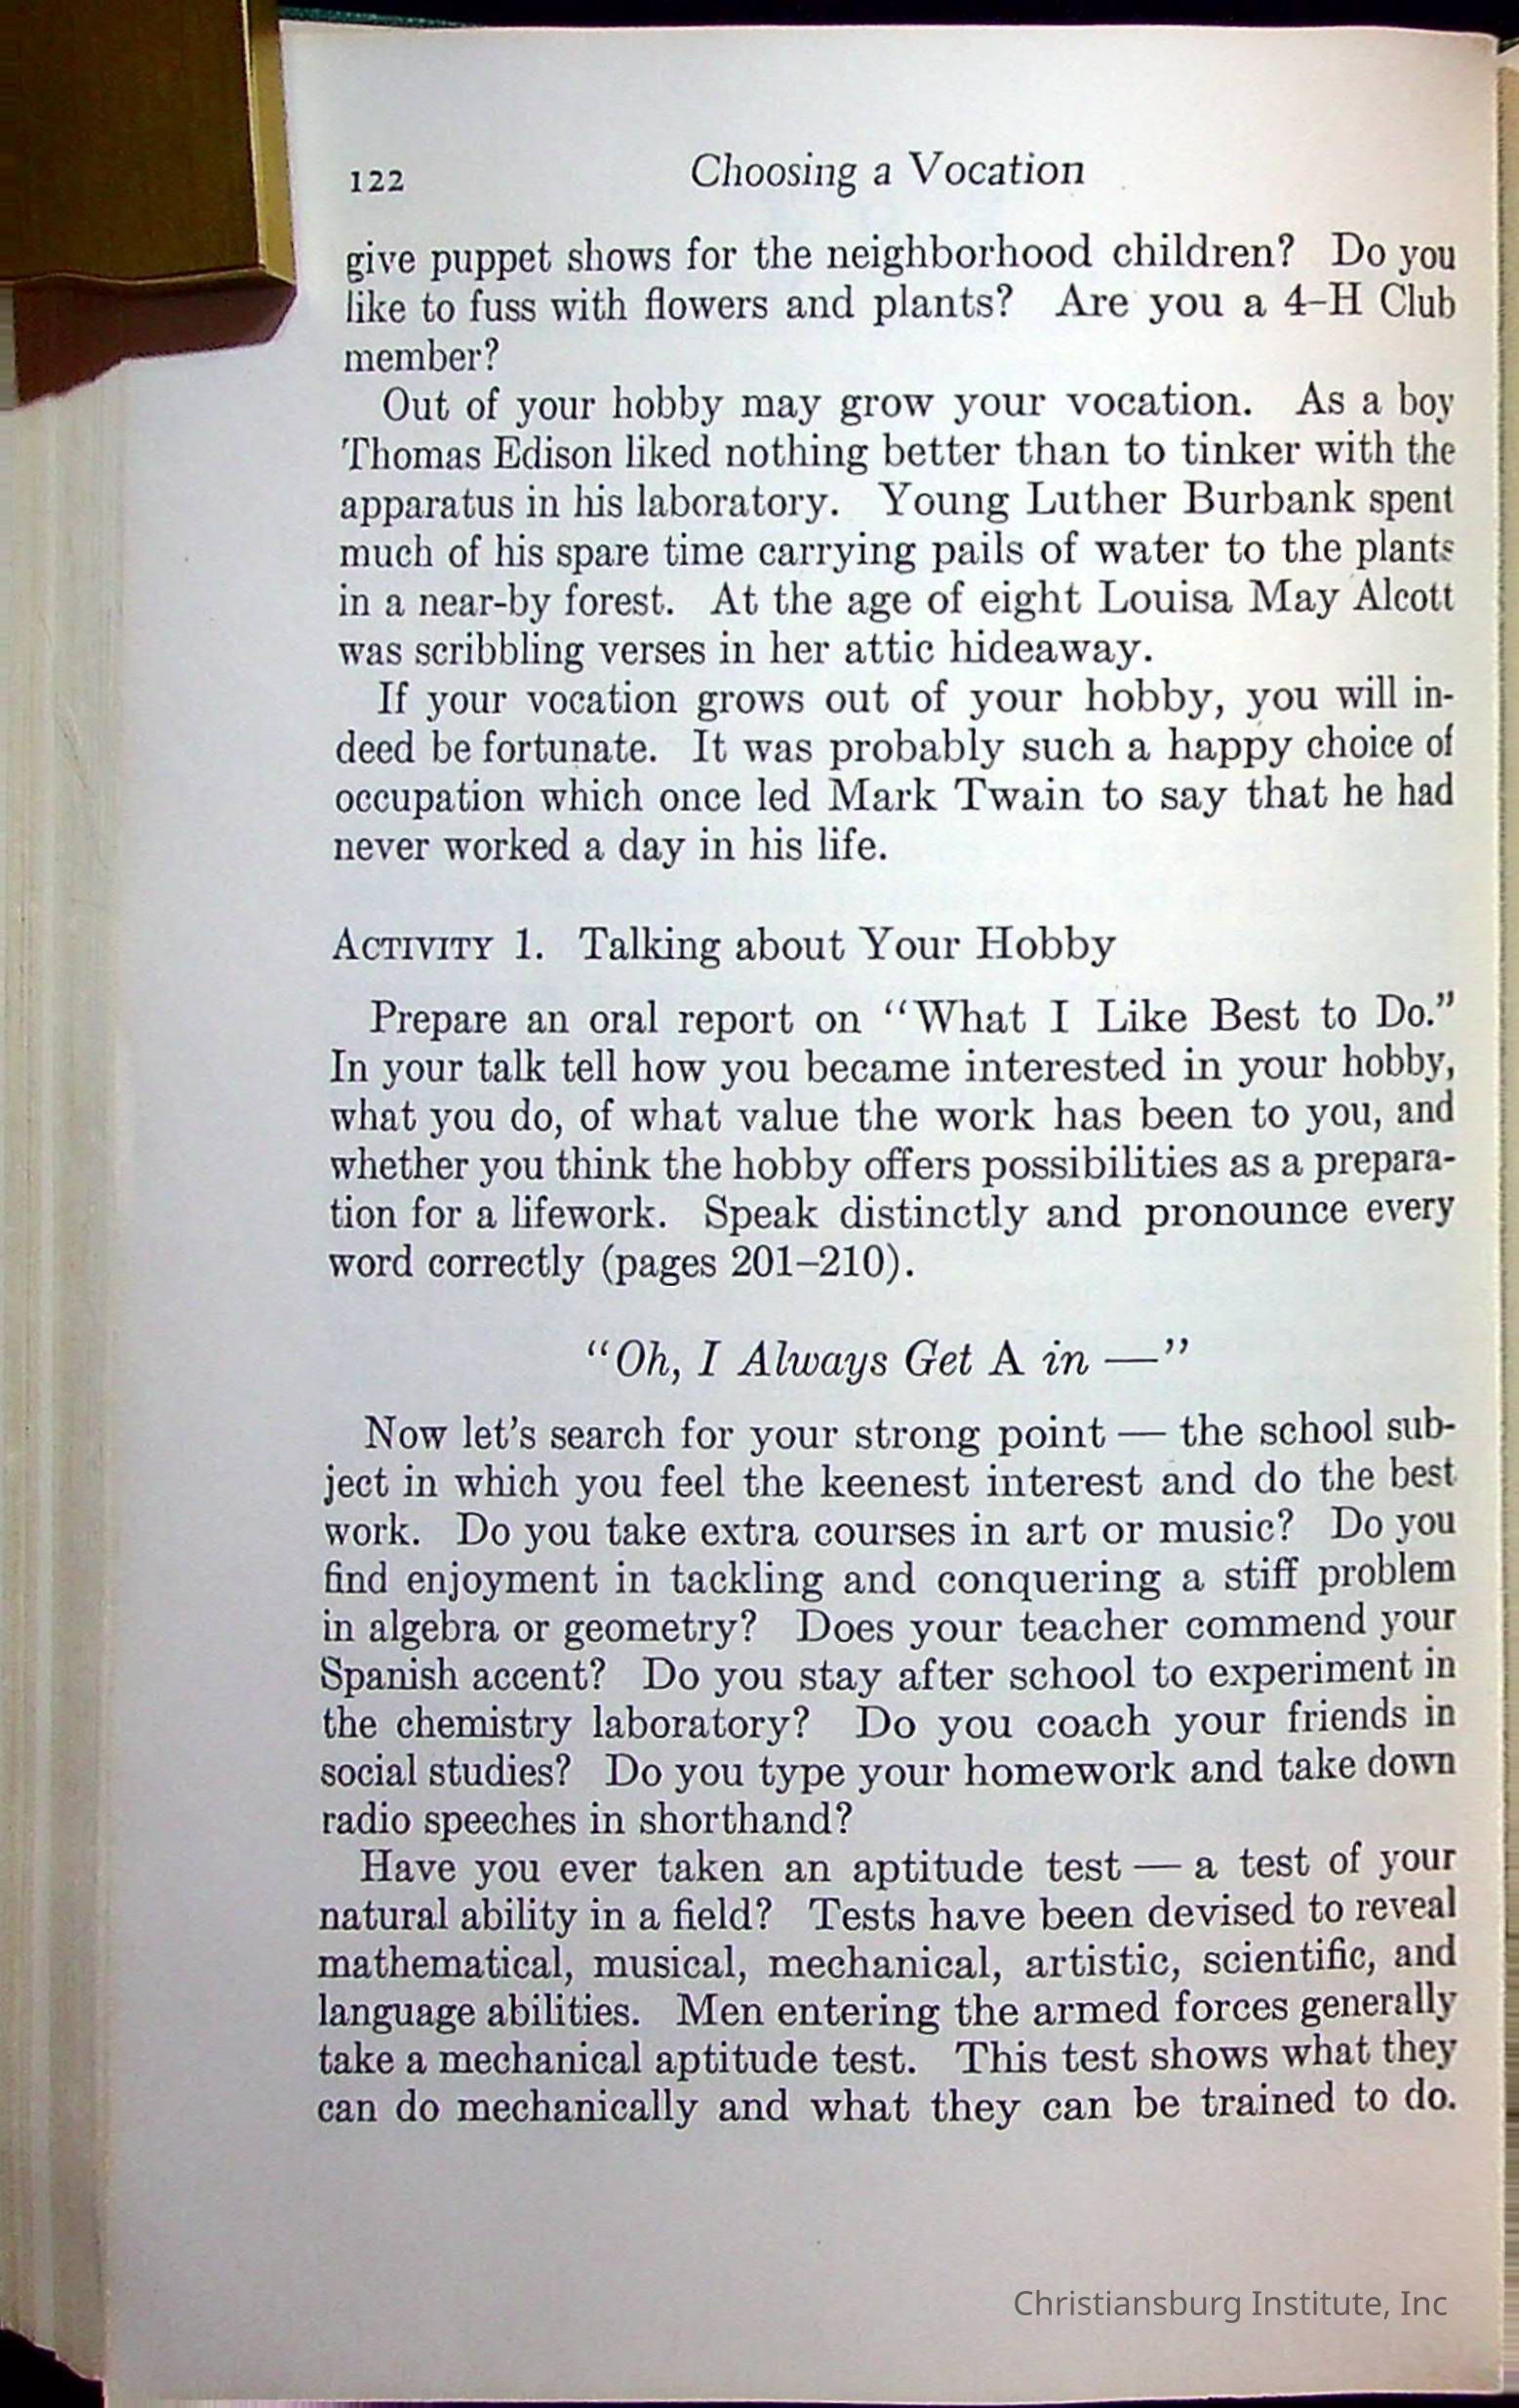 122 Choosing a Vocation
give puppet shows for the neighborhood children? Do you
like to fuss with flowers and plants? Are you a 4–H Club
member?
Out of your hobby may grow your vocation. As a boy
Thomas Edison liked nothing better than to tinker with the
apparatus in his laboratory. Young Luther Burbank spent
much of his spare time carrying pails of water to the plants
in a near-by forest. At the age of eight Louisa May Alcott
was scribbling verses in her attic hideaway.
If your vocation grows out of your hobby, you will in-
deed be fortunate. It was probably such a happy choice of
occupation which once led Mark Twain to say that he had
never worked a day in his life.
ACTIVITY 1. Talking about Your Hobby
Prepare an oral report on “What I Like Best to Do.”
In your talk tell how you became interested in your hobby,
what you do, of what value the work has been to you, and
whether you think the hobby offers possibilities as a prepara-
tion for a lifework. Speak distinctly and pronounce every
word correctly (pages 201–210).
“Oh, I Always Get A in —”
Now let’s search for your strong point — the school sub-
ject in which you feel the keenest interest and do the best
work. Do you take extra courses in art or music? Do you
find enjoyment in tackling and conquering a stiff problem
in algebra or geometry? Does your teacher commend your
Spanish accent? Do you stay after school to experiment in
the chemistry laboratory? Do you coach your friends in
social studies? Do you type your homework and take down
radio speeches in shorthand?
Have you ever taken an aptitude test — a test of your
natural ability in a field? Tests have been devised to reveal
mathematical, musical, mechanical, artistic, scientific, and
language abilities. Men entering the armed forces generally
take a mechanical aptitude test. This test shows what they
can do mechanically and what they can be trained to do.
Christiansburg Institute, Inc